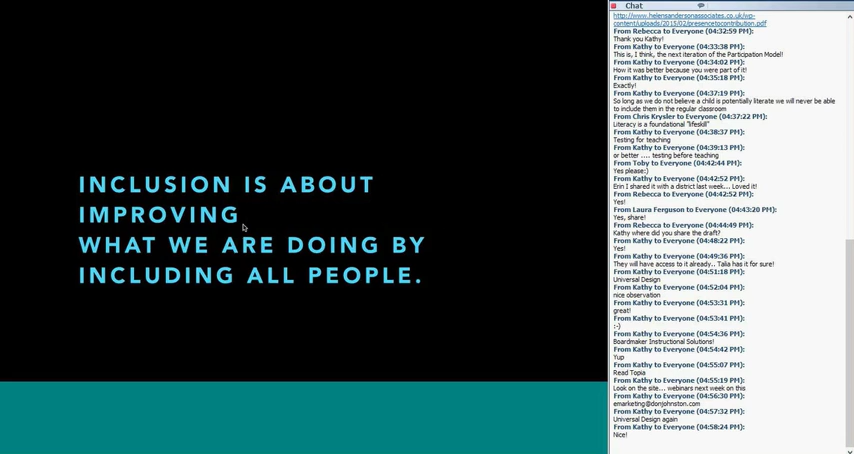 INCLUSION IS ABOUT
IMPROVING
WHAT WE ARE DOING BY
INCLUDING ALL PEOPLE.
Chat
http://www.helensandersonassociates.co.uk/wp-
content/uploads/2015/02/presencetocontribution.pdf
From Rebecca to Everyone (04:32:59 PM):
Thank you Kathy!
From Kathy to Everyone (04:33:38 PM):
This is, I think, the next iteration of the Participation Model!
From Kathy to Everyone (04:34:02 PM):
How it was better because you were part of it!
From Kathy to Everyone (04:35:18 PM):
Exactly!
From Kathy to Everyone (04:37:19 PM):
So long as we do not believe a child is potentially literate we will never be able
to include them in the regular classroom
From Chris Krysler to Everyone (04:37:22 PM):
Literacy is a foundational "lifeskill"
From Kathy to Everyone (04:38:37 PM):
Testing for teaching
From Kathy to Everyone (04:39:13 PM):
or better .... testing before teaching
From Toby to Everyone (04:42:44 PM):
Yes please:)
From Kathy to Everyone (04:42:52 PM):
Erin I shared it with a district last week... Loved it!
From Rebecca to Everyone (04:42:52 PM):
Yes!
From Laura Ferguson to Everyone (04:43:20 PM):
Yes, share!
From Rebecca to Everyone (04:44:49 PM):
Kathy where did you share the draft?
From Kathy to Everyone (04:48:22 PM):
Yes!
From Kathy to Everyone (04:49:36 PM):
They will have access to it already.. Talia has it for sure!
From Kathy to Everyone (04:51:18 PM):
Universal Design
From Kathy to Everyone (04:52:04 PM):
nice observation
From Kathy to Everyone (04:53:31 PM):
great!
From Kathy to Everyone (04:53:41 PM):
:-)
From Kathy to Everyone (04:54:36 PM):
Boardmaker Instructional Solutions!
From Kathy to Everyone (04:54:42 PM):
Yup
From Kathy to Everyone (04:55:07 PM):
Read Topia
From Kathy to Everyone (04:55:19 PM):
Look on the site... webinars next week on this
From Kathy to Everyone (04:56:30 PM):
emarketing@donjohnston.com
From Kathy to Everyone (04:57:32 PM):
Universal Design again
From Kathy to Everyone (04:58:24 PM):
Nice!